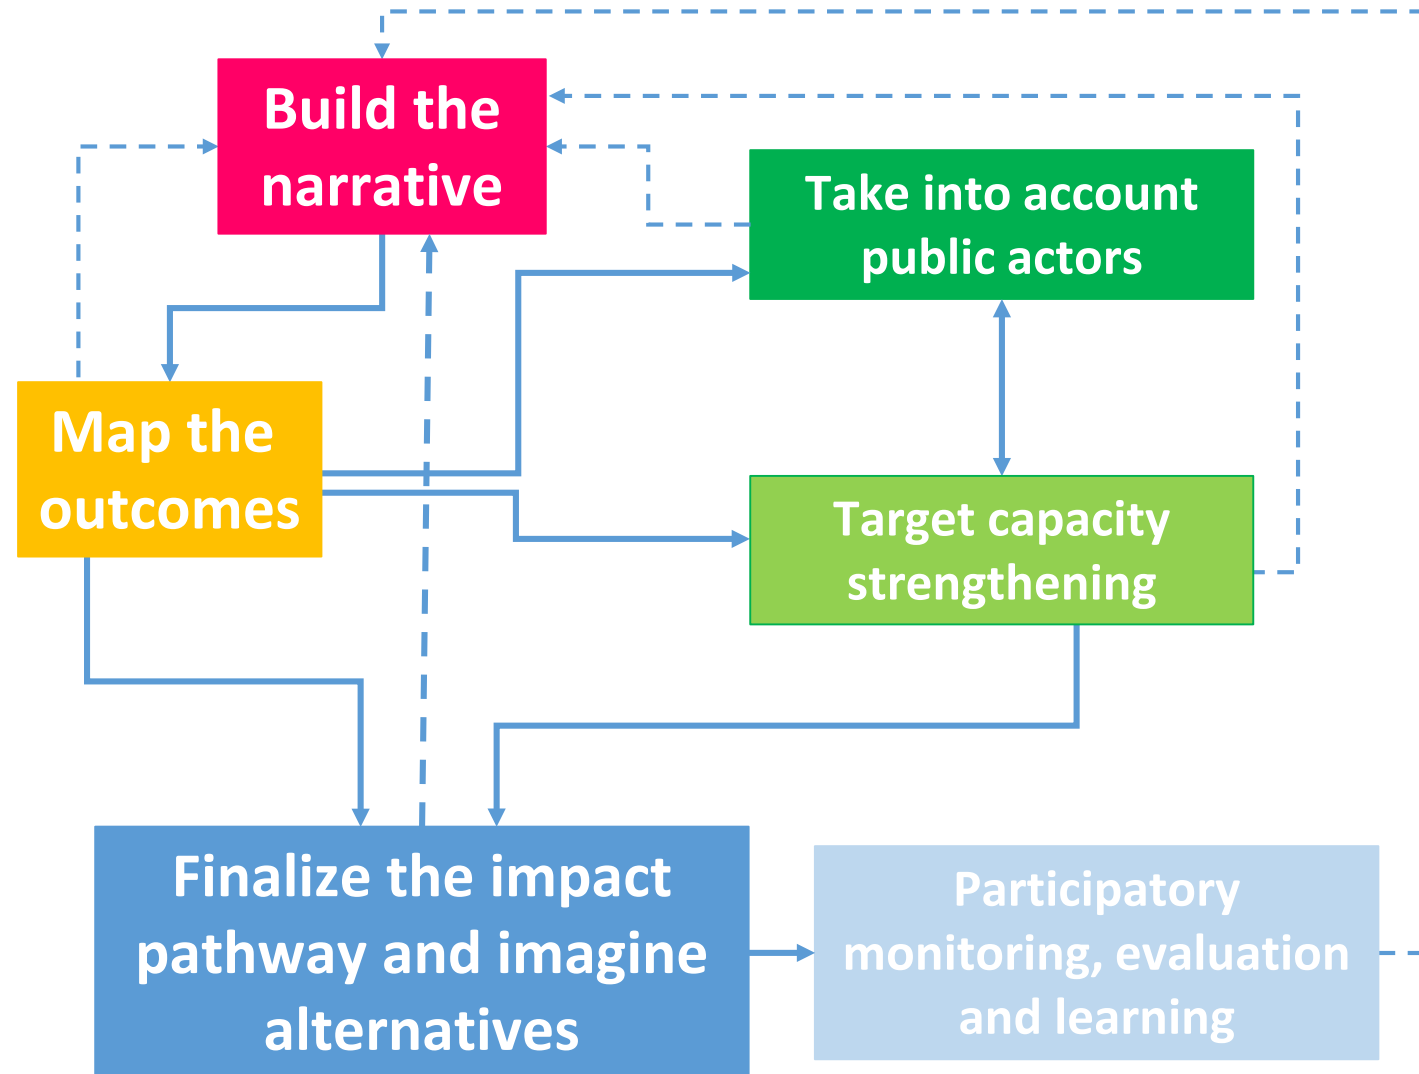 Build the
narrative
Take into account
public actors
Map the
outcomes
Target capacity
strengthening
Finalize the impact
pathway and imagine
alternatives
Participatory
monitoring, evaluation
and learning